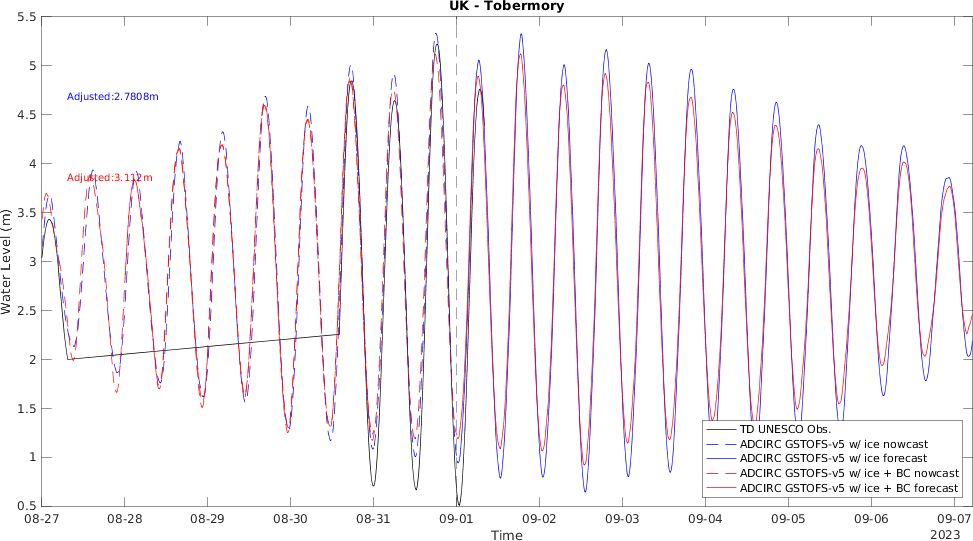 UK - Tobermory
5.5
5
4.5
4
3.5
3
2.5
2
1.5
1
0.5
Water Level (m)
Adjusted:2.7808m
Adjusted:3.112m
TD UNESCO Obs.
ADCIRC GSTOFS-v5 w/ ice nowcast
ADCIRC GSTOFS-v5 w/ ice forecast
ADCIRC GSTOFS-v5 w/ ice + BC nowcast
ADCIRC GSTOFS-v5 w/ ice + BC forecast
08-27 08-28 08-29 08-30 08-31 09-01 09-02 09-03 09-04 09-05 09-06 09-07
Time
2023